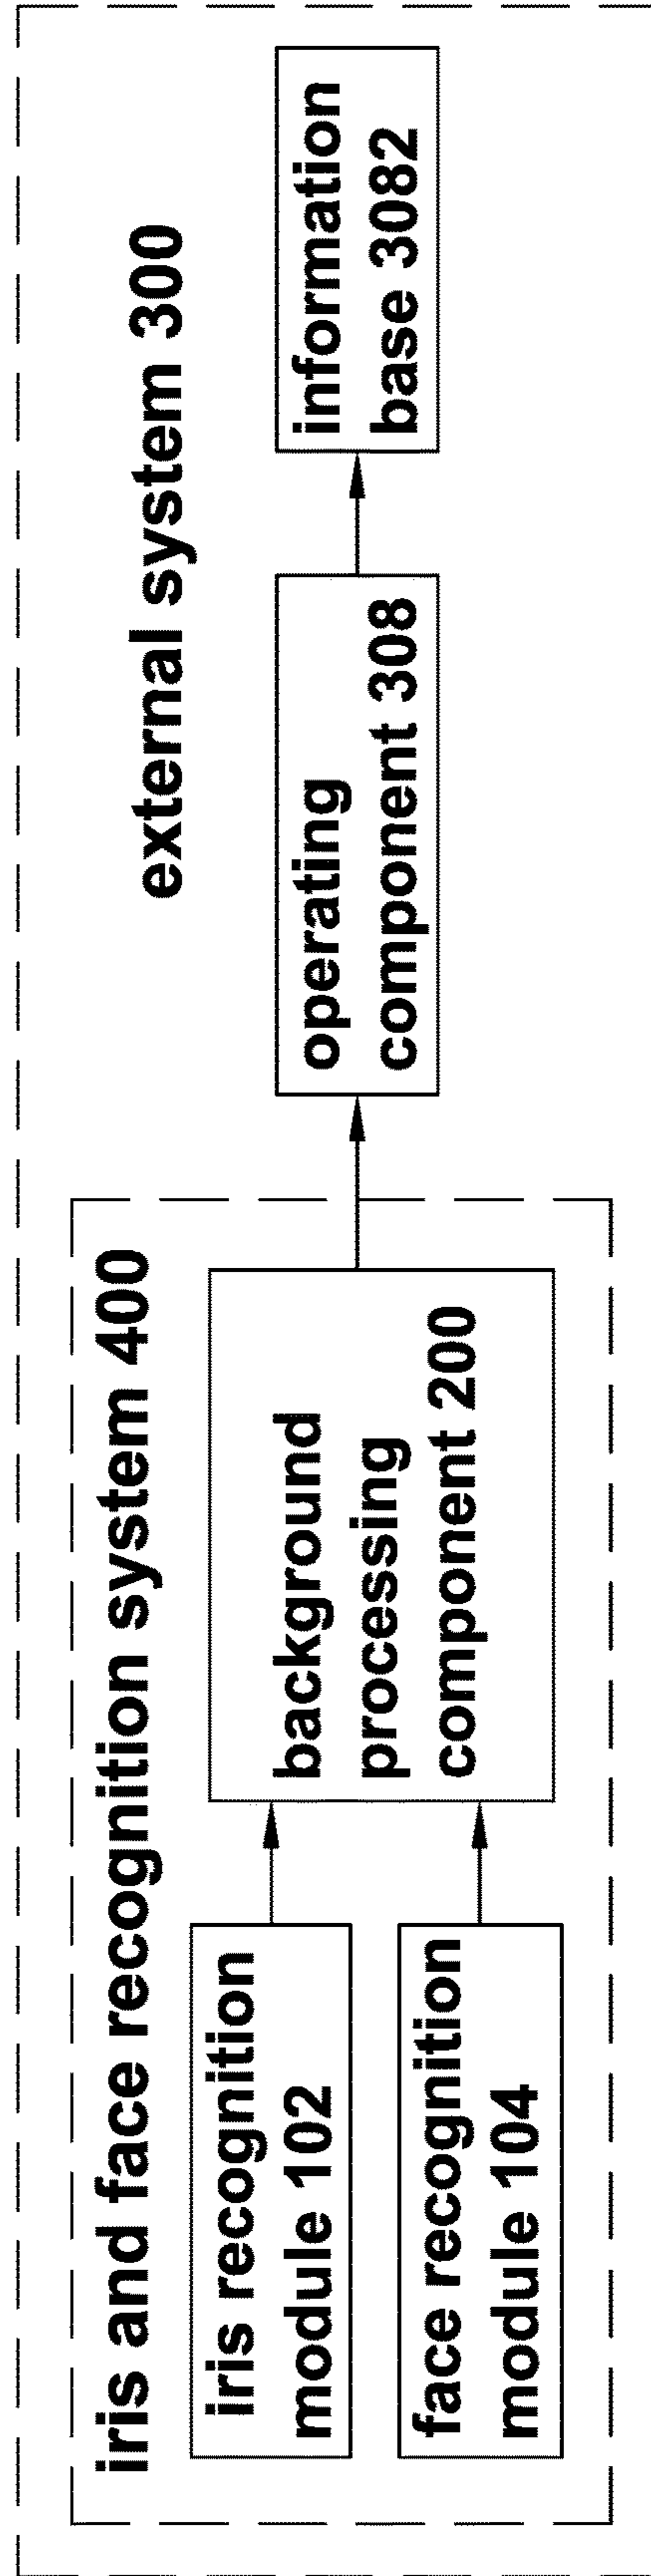 iris and face recognition system 400
iris recognition
module 102
face recognition
module 104
background
processing
component 200
external system 300
operating
component 308
information
base 3082